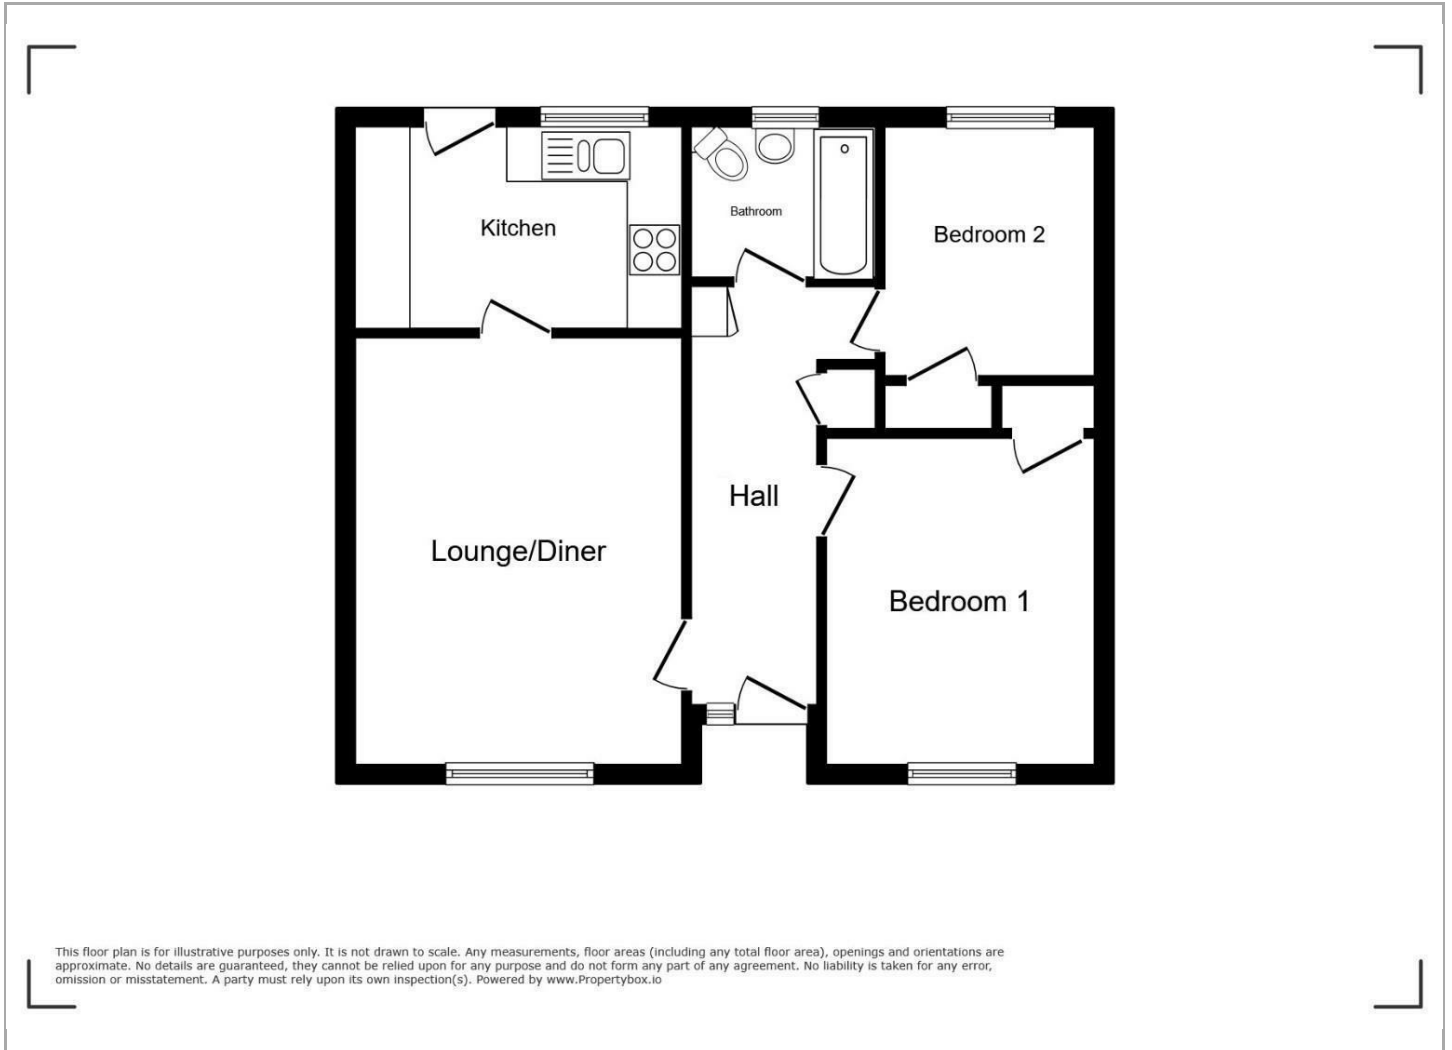 Kitchen
Bathroom
Bedroom 2
Hall
Lounge/Diner
Bedroom 1
This floor plan is for illustrative purposes only. It is not drawn to scale. Any measurements, floor areas (including any total floor area), openings and orientations are
approximate. No details are guaranteed, they cannot be relied upon for any purpose and do not form any part of any agreement. No liability is taken for any error,
omission or misstatement. A party must rely upon its own inspection(s). Powered by www.Propertybox.io